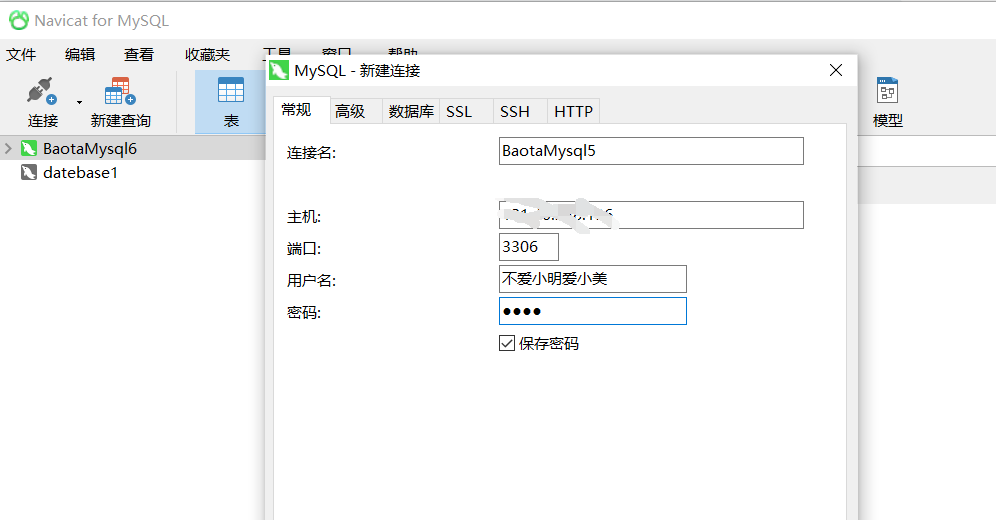 Navicat for MySQL
文件 编辑 查看 收藏夹 工具 窗口 帮助
MySQL - 新建连接
连接 新建查询 表 模型
常规 高级 数据库 SSL SSH HTTP
BaotaMysql6
datebase1
连接名: BaotaMysql5
主机:
端口: 3306
用户名: 不爱小明爱小美
密码: ●●●●
保存密码